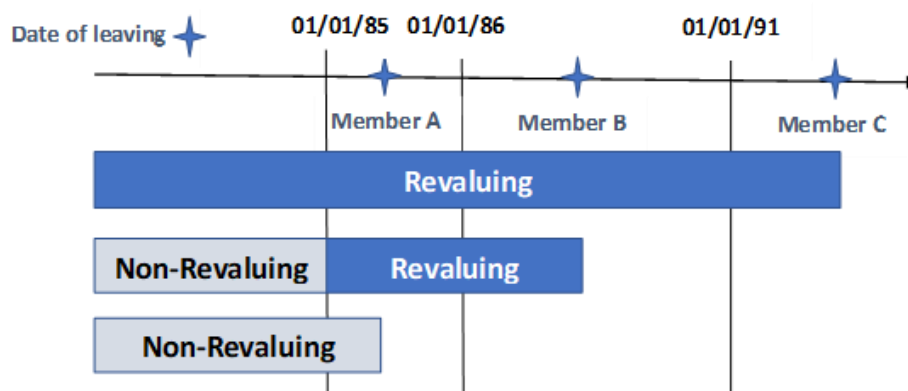 Date of leaving
01/01/85 01/01/86 01/01/91
Member A Member B Member C
Revaluing
Non-Revaluing Revaluing
Non-Revaluing